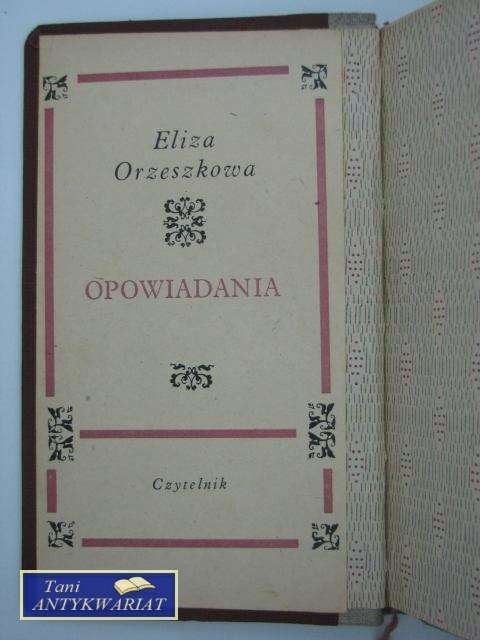 Eliza
Orzeszkowa
OPOWIADANIA
Czytelnik
Tani
ANTYKWARIAT